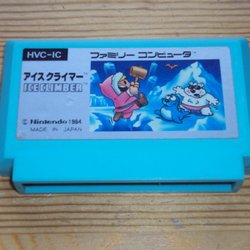 HVC-IC
ファミリーコンピュータ
アイスクライマー
ICE CLIMBER
©Nintendo 1984
MADE IN JAPAN